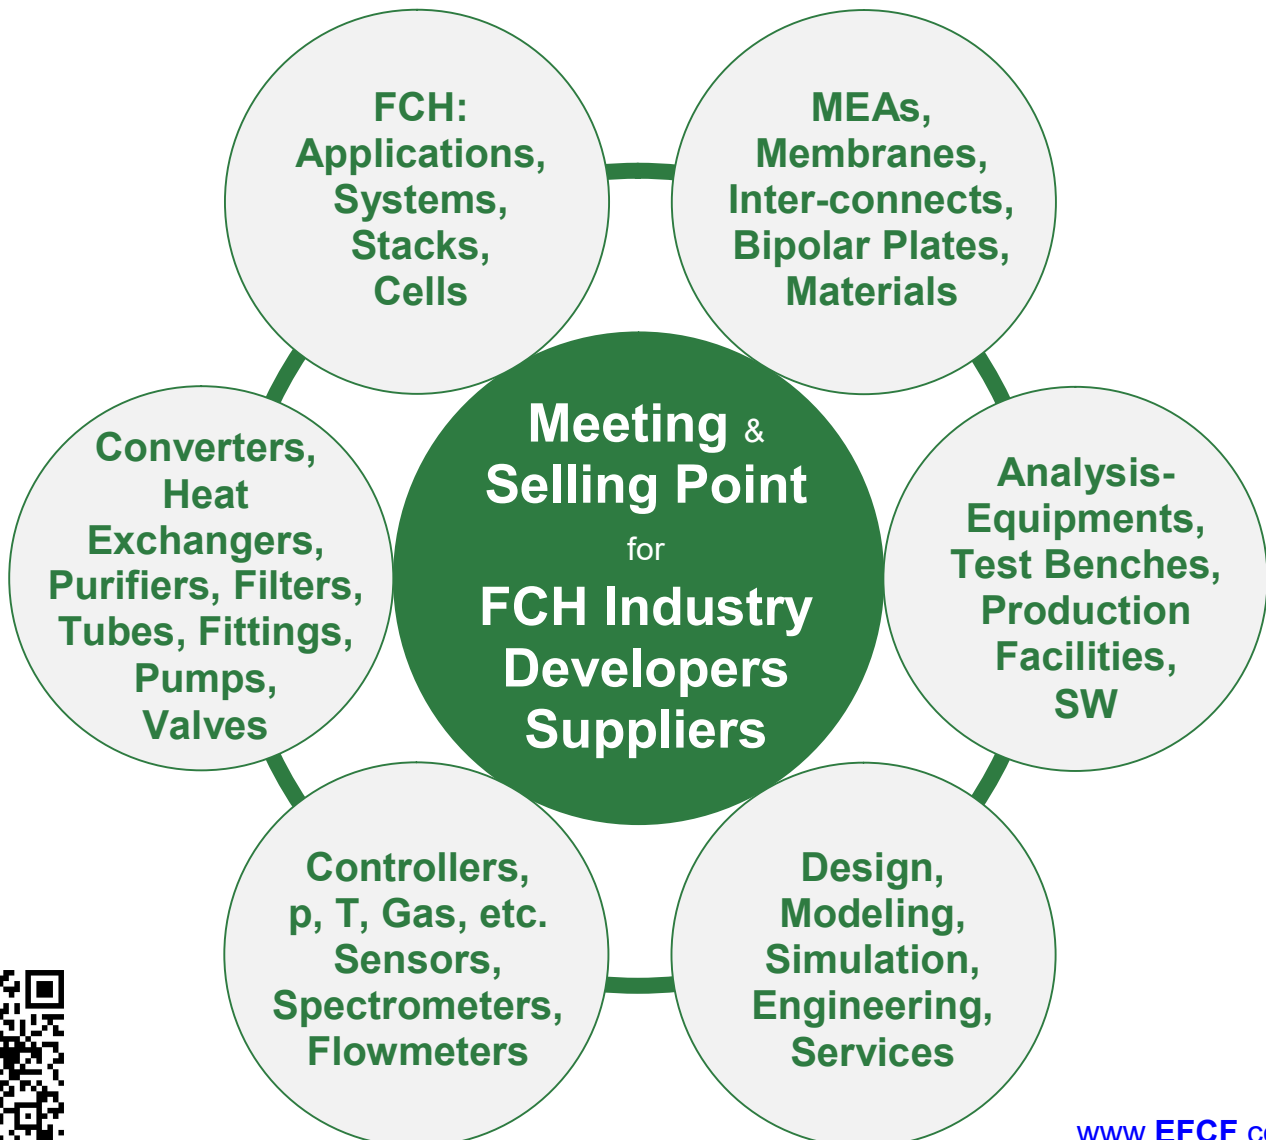 FCH:
Applications,
Systems,
Stacks,
Cells
MEAs,
Membranes,
Inter-connects,
Bipolar Plates,
Materials
Converters,
Heat
Exchangers,
Purifiers, Filters,
Tubes, Fittings,
Pumps,
Valves
Meeting &
Selling Point
for
FCH Industry
Developers
Suppliers
Analysis-
Equipments,
Test Benches,
Production
Facilities,
SW
Controllers,
p, T, Gas, etc.
Sensors,
Spectrometers,
Flowmeters
Design,
Modeling,
Simulation,
Engineering,
Services
www.EFCF.co